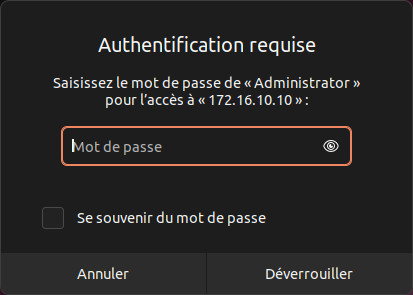 Authentification requise
Saisissez le mot de passe de « Administrator »
pour l'accès à « 172.16.10.10 » :
Mot de passe
Se souvenir du mot de passe
Annuler
Déverrouiller